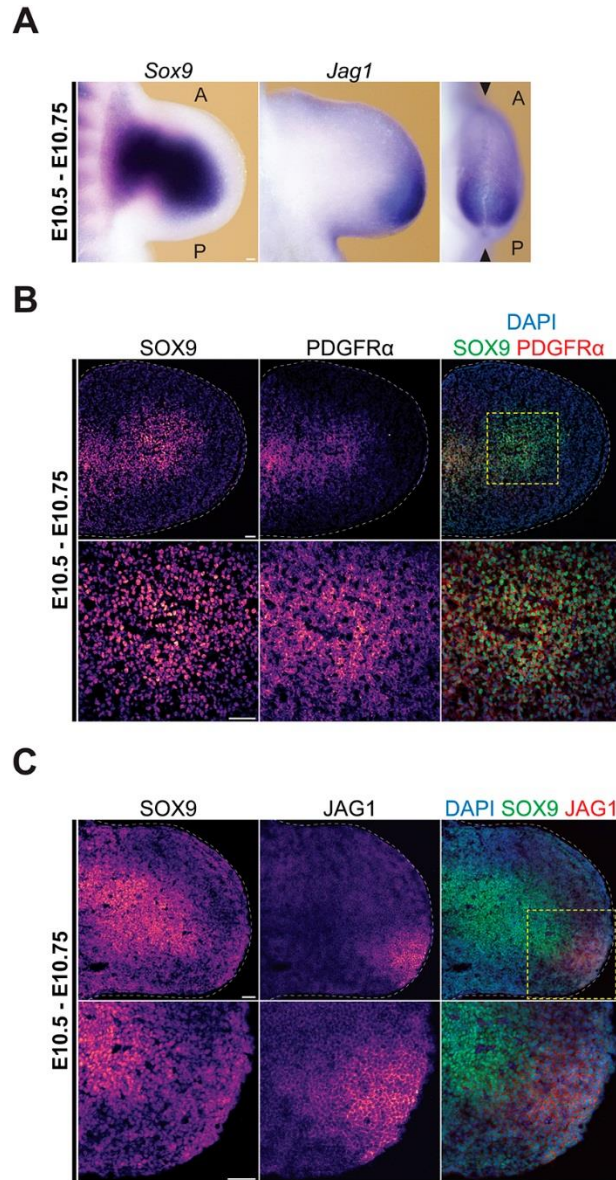 A
Sox9 Jag1
E10.5 - E10.75
A A
P P
B
DAPI
SOX9 PDGFRα SOX9 PDGFRα
E10.5 - E10.75
C
SOX9 JAG1 DAPI SOX9 JAG1
E10.5 - E10.75